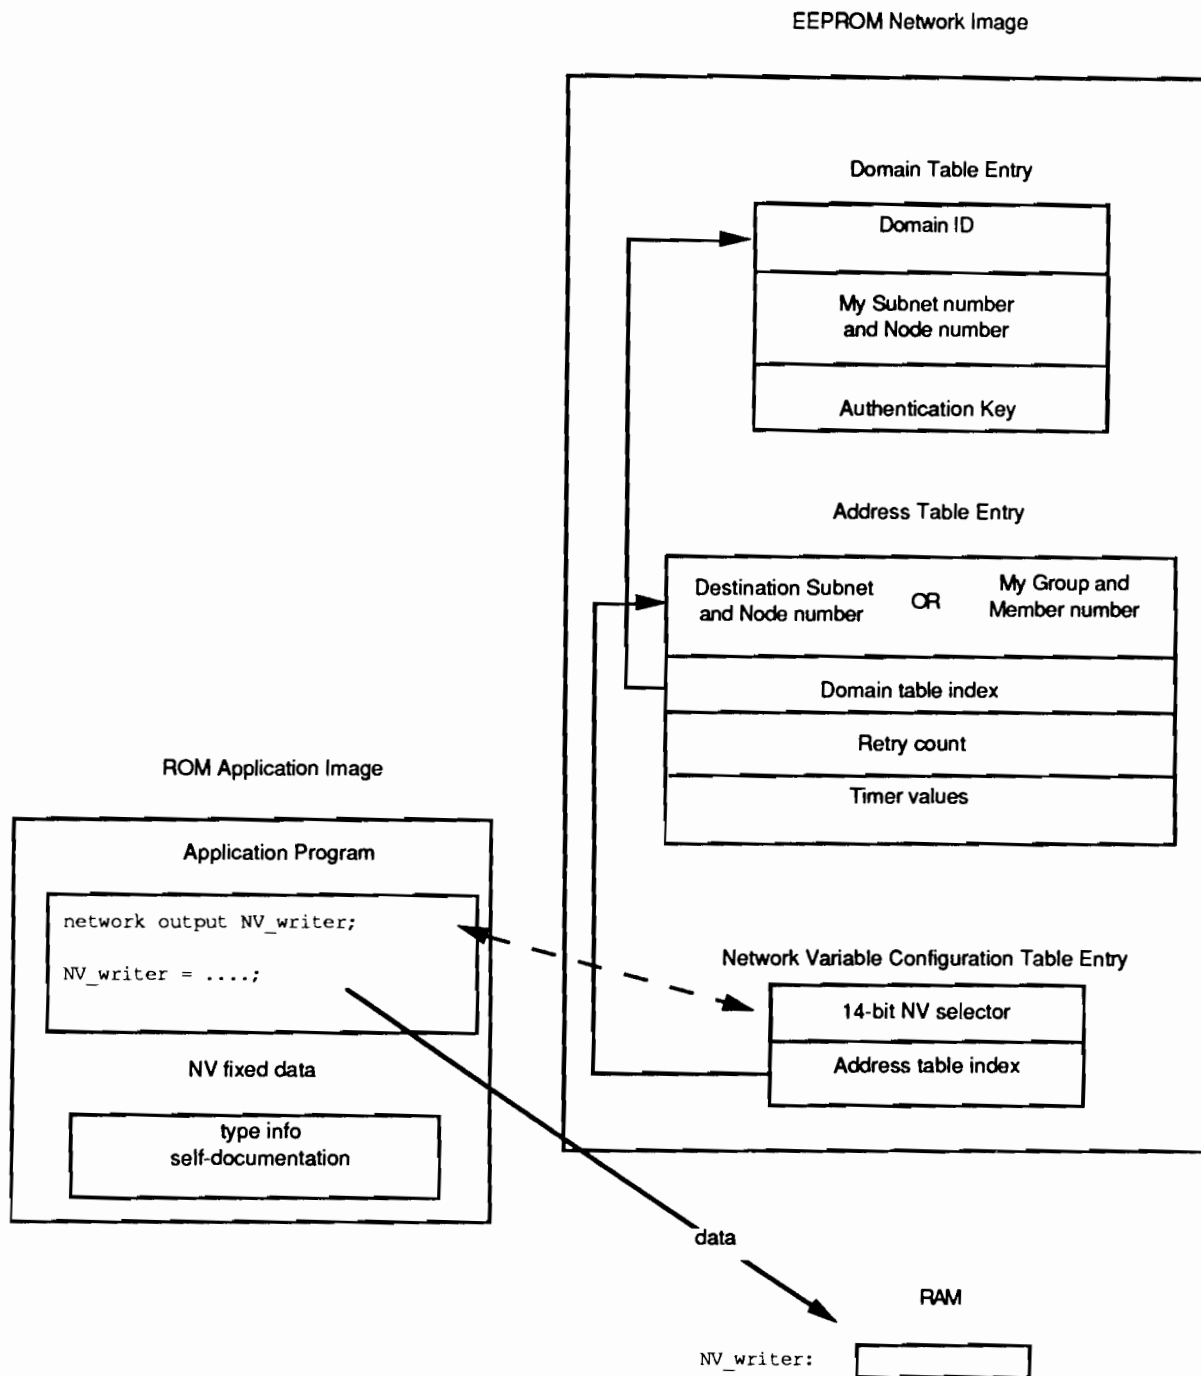 EEPROM Network Image
Domain Table Entry
Domain ID
My Subnet number
and Node number
Authentication Key
Address Table Entry
Destination Subnet
and Node number
OR
My Group and
Member number
Domain table index
Retry count
Timer values
ROM Application Image
Application Program
network output NV_writer;
NV_writer = ....;
NV fixed data
type info
self-documentation
Network Variable Configuration Table Entry
14-bit NV selector
Address table index
data
RAM
NV_writer: